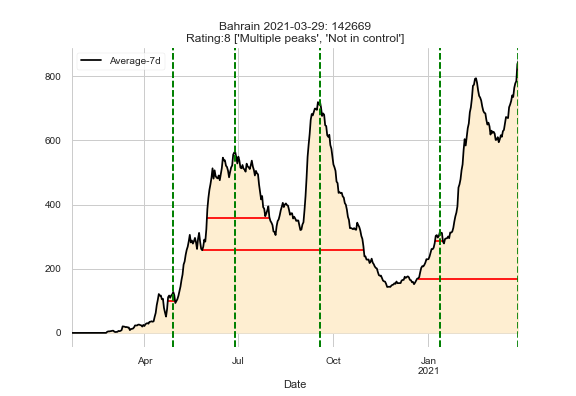 Bahrain 2021-03-29: 142669
Rating:8 ['Multiple peaks', 'Not in control']
Average-7d
800
600
400
200
0
Apr
Jul
Oct
Jan
2021
Date